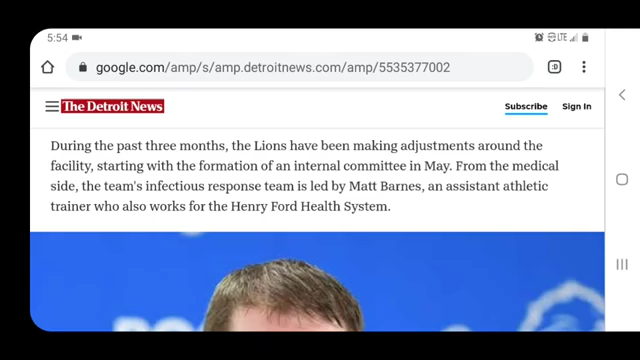 5:54 LTE
google.com/amp/s/amp.detroitnews.com/amp/5535377002 :D
The Detroit News Subscribe Sign In
During the past three months, the Lions have been making adjustments around the
facility, starting with the formation of an internal committee in May. From the medical
side, the team's infectious response team is led by Matt Barnes, an assistant athletic
trainer who also works for the Henry Ford Health System.